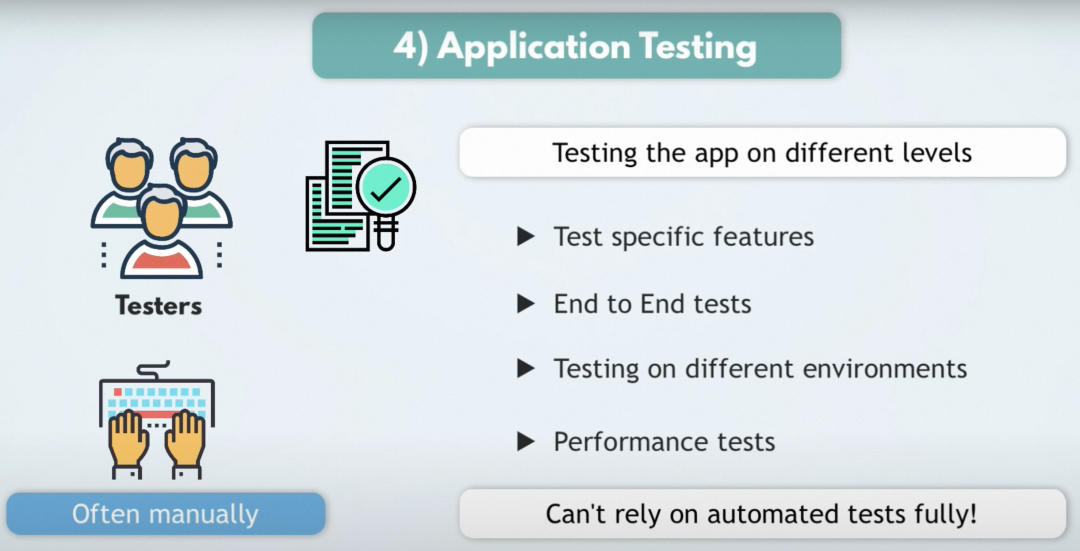 4) Application Testing
Testing the app on different levels
Test specific features
End to End tests
Testers
Testing on different environments
Performance tests
Often manually
Can't rely on automated tests fully!